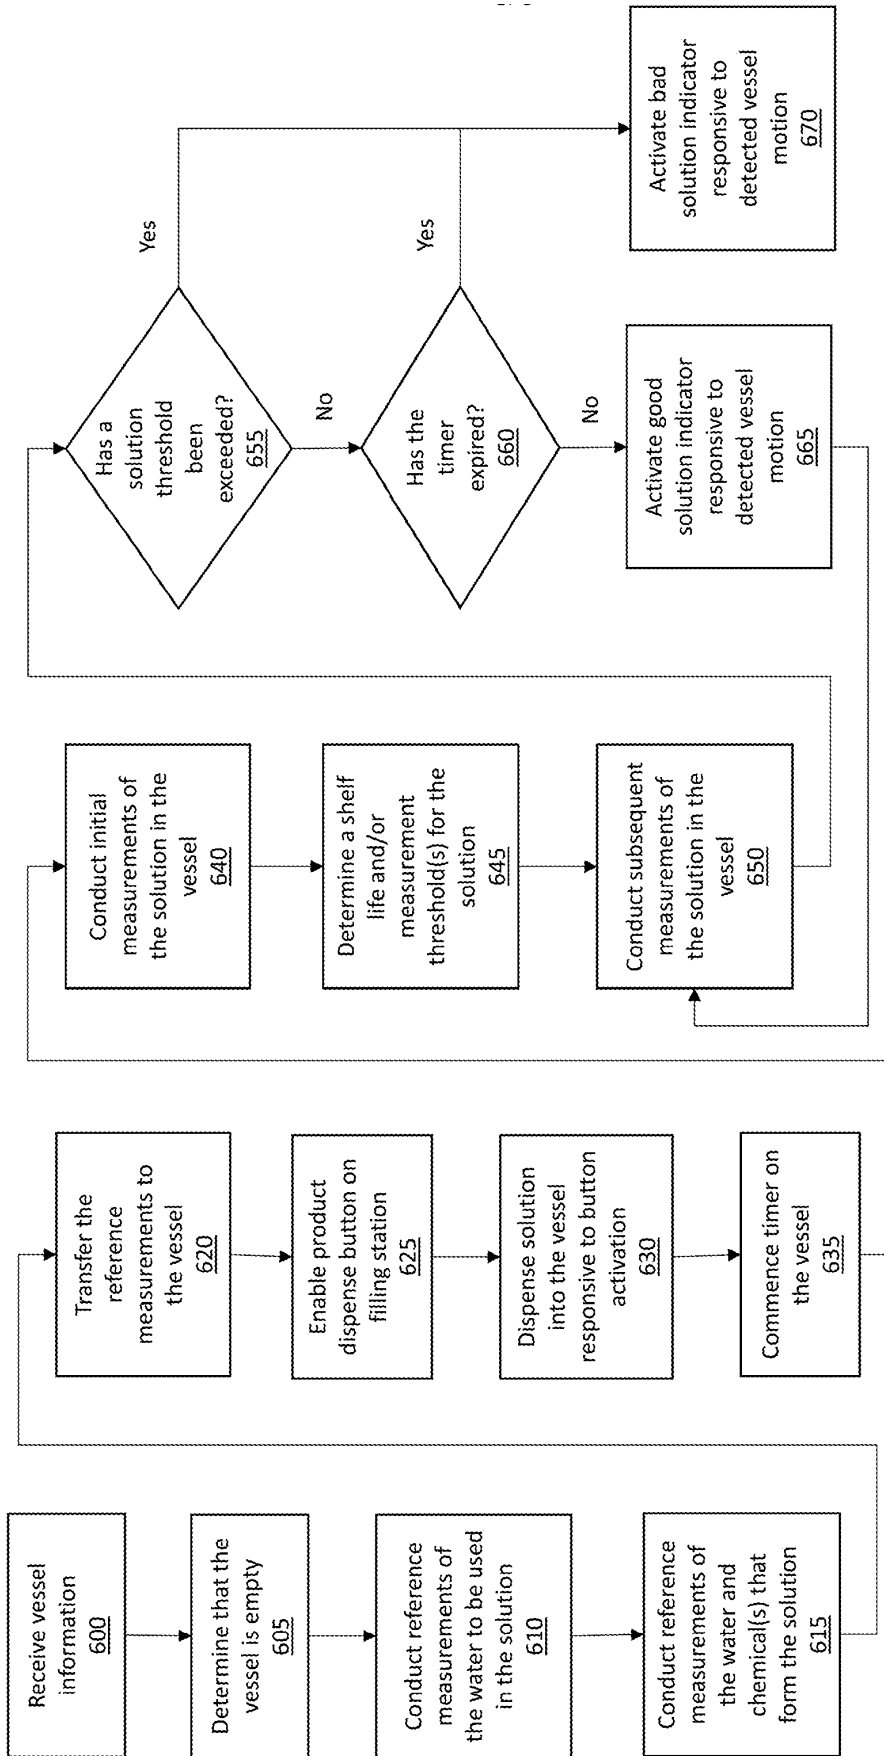 Receive vessel
information
600
Determine that the
vessel is empty
605
Conduct reference
measurements of
the water to be used
in the solution
610
Conduct reference
measurements of
the water and
chemical(s) that
form the solution
615
Transfer the
reference
measurements to
the vessel
620
Enable product
dispense button on
filling station
625
Dispense solution
into the vessel
responsive to button
activation
630
Commence timer on
the vessel
635
Conduct initial
measurements of
the solution in the
vessel
640
Determine a shelf
life and/or
measurement
threshold(s) for the
solution
645
Conduct subsequent
measurements of
the solution in the
vessel
650
Has a
solution
threshold
been
exceeded?
655
Yes
No
Has the
timer
expired?
660
Yes
No
Activate good
solution indicator
responsive to
detected vessel
motion
665
Activate bad
solution indicator
responsive to
detected vessel
motion
670